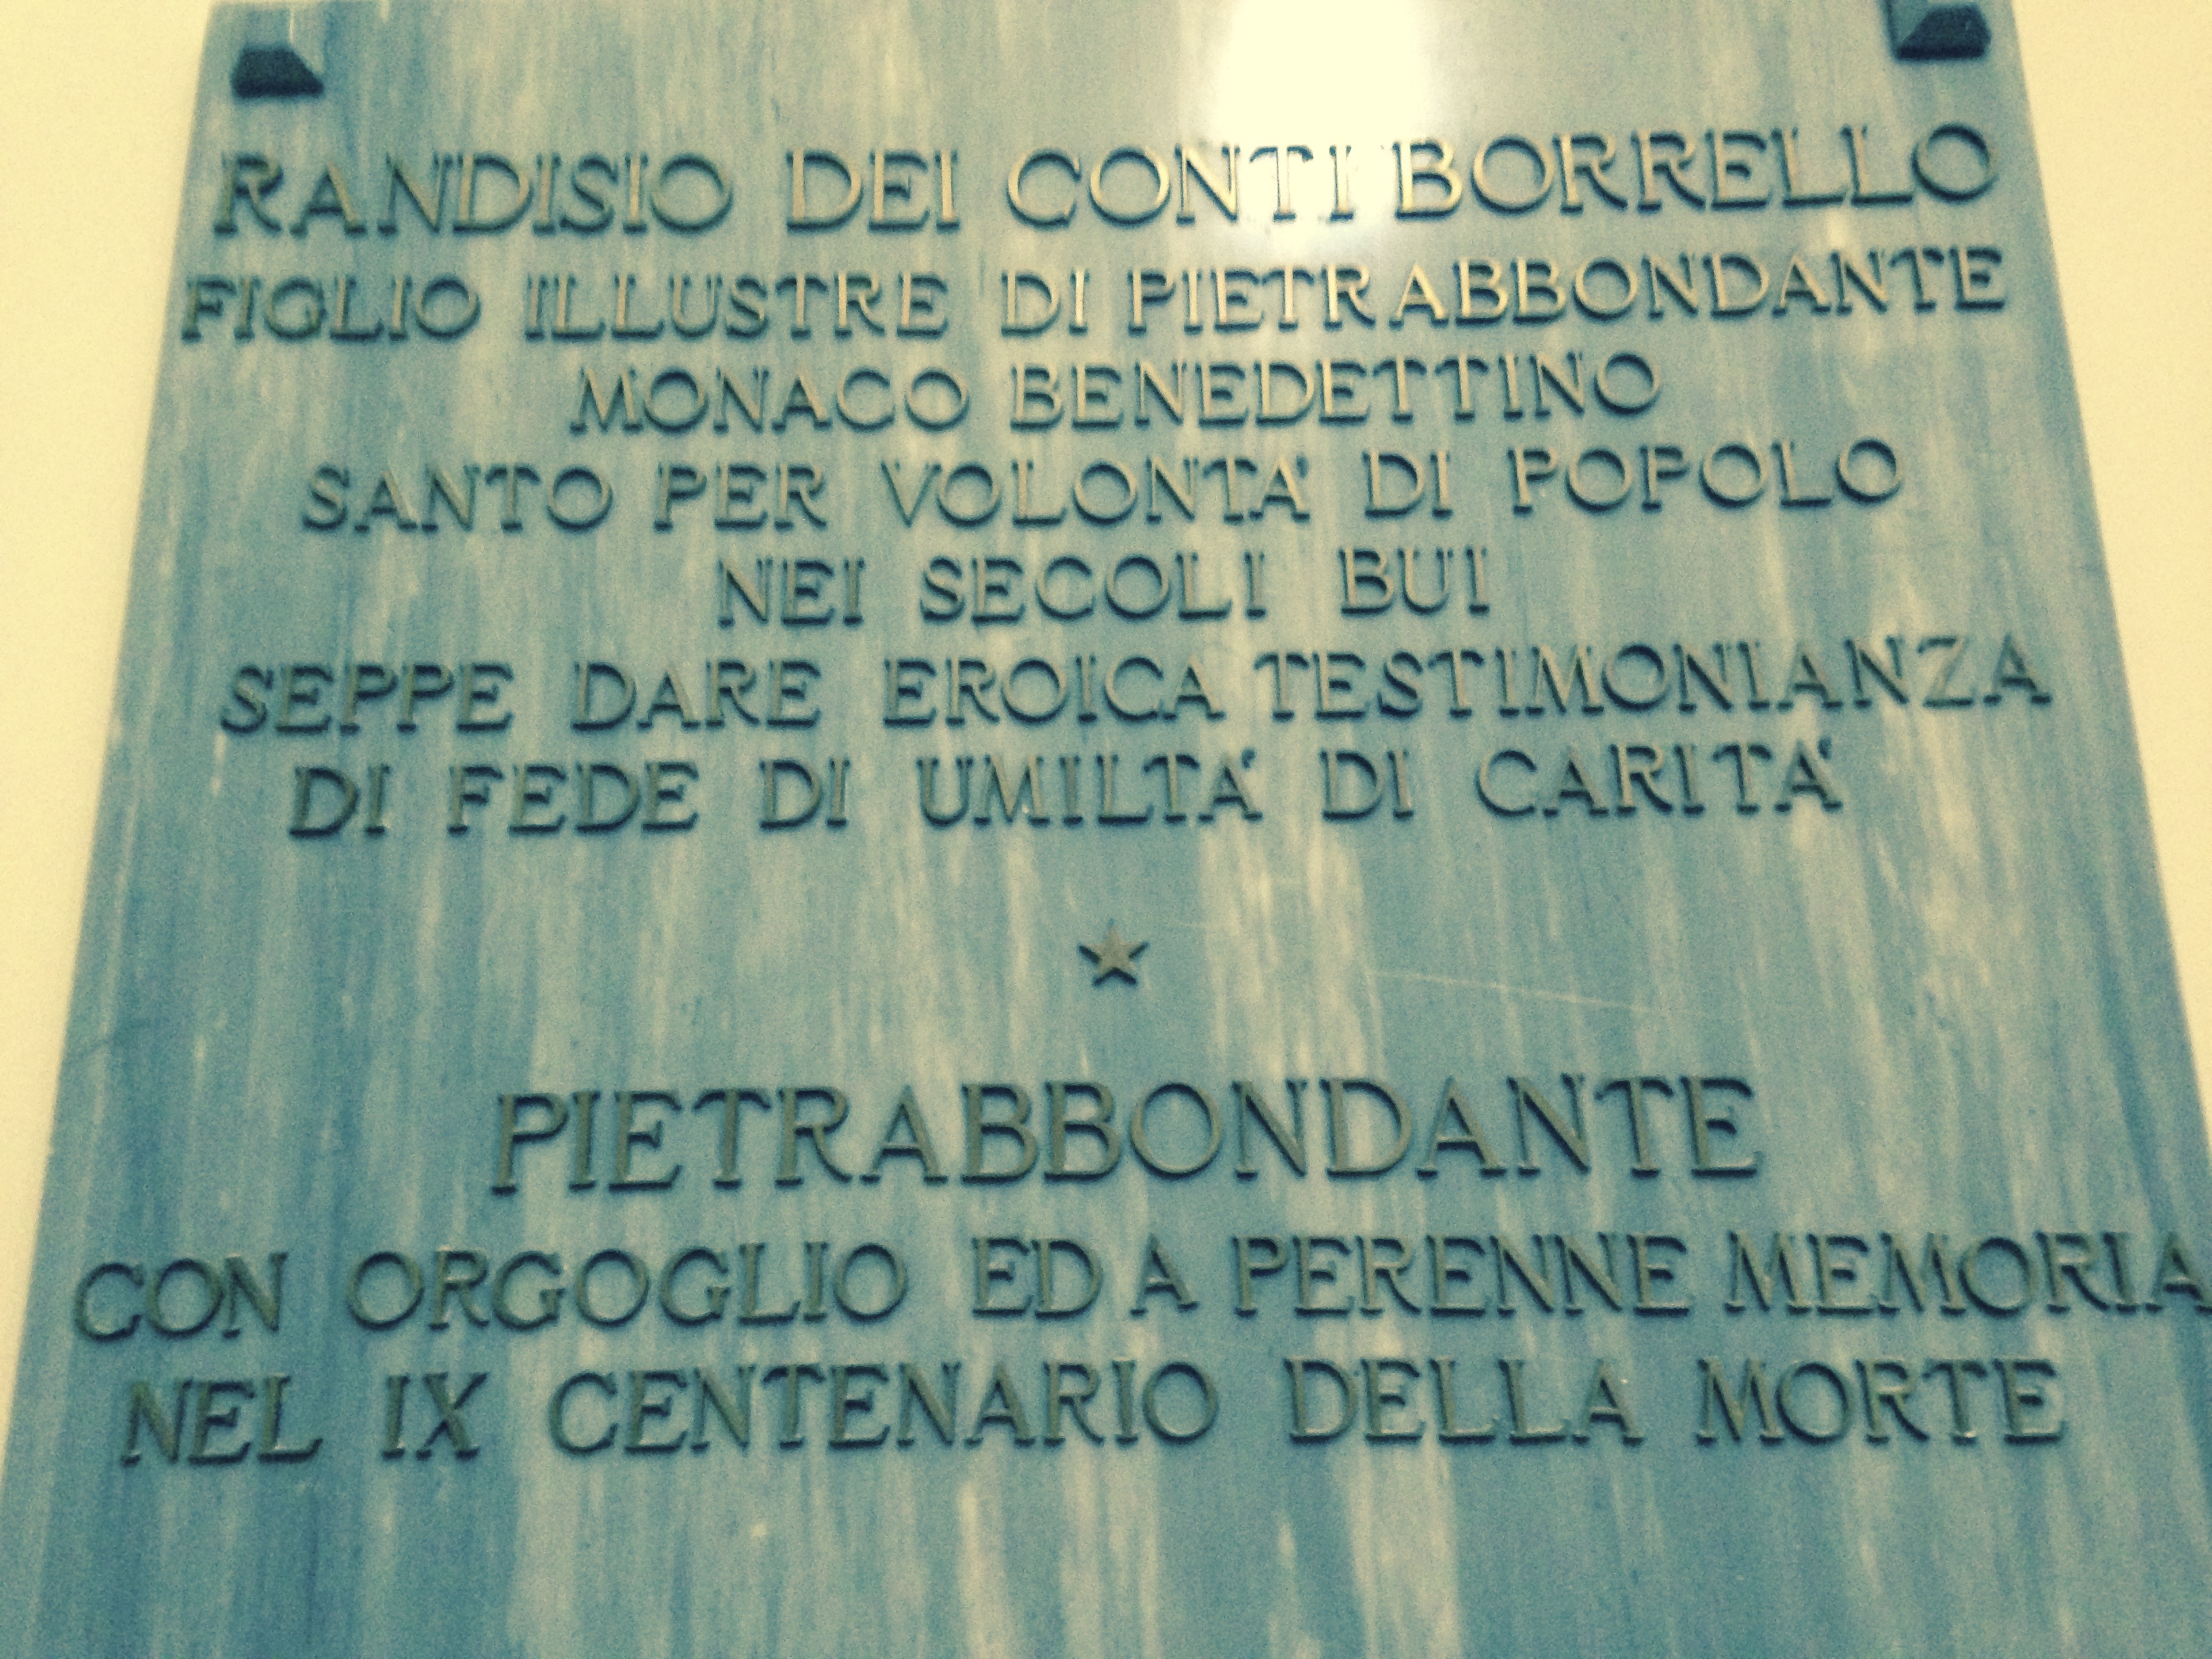 RANDISIO DEI CONTI BORRELLO
FIGLIO ILLUSTRE DI PIETRABBONDANTE
MONACO BENEDETTINO
SANTO PER VOLONTA' DI POPOLO
NEI SECOLI BUI
SEPPE DARE EROICA TESTIMONIANZA
DI FEDE DI UMILTA' DI CARITA'
PIETRABBONDANTE
CON ORGOGLIO ED A PERENNE MEMORIA
NEL IX CENTENARIO DELLA MORTE